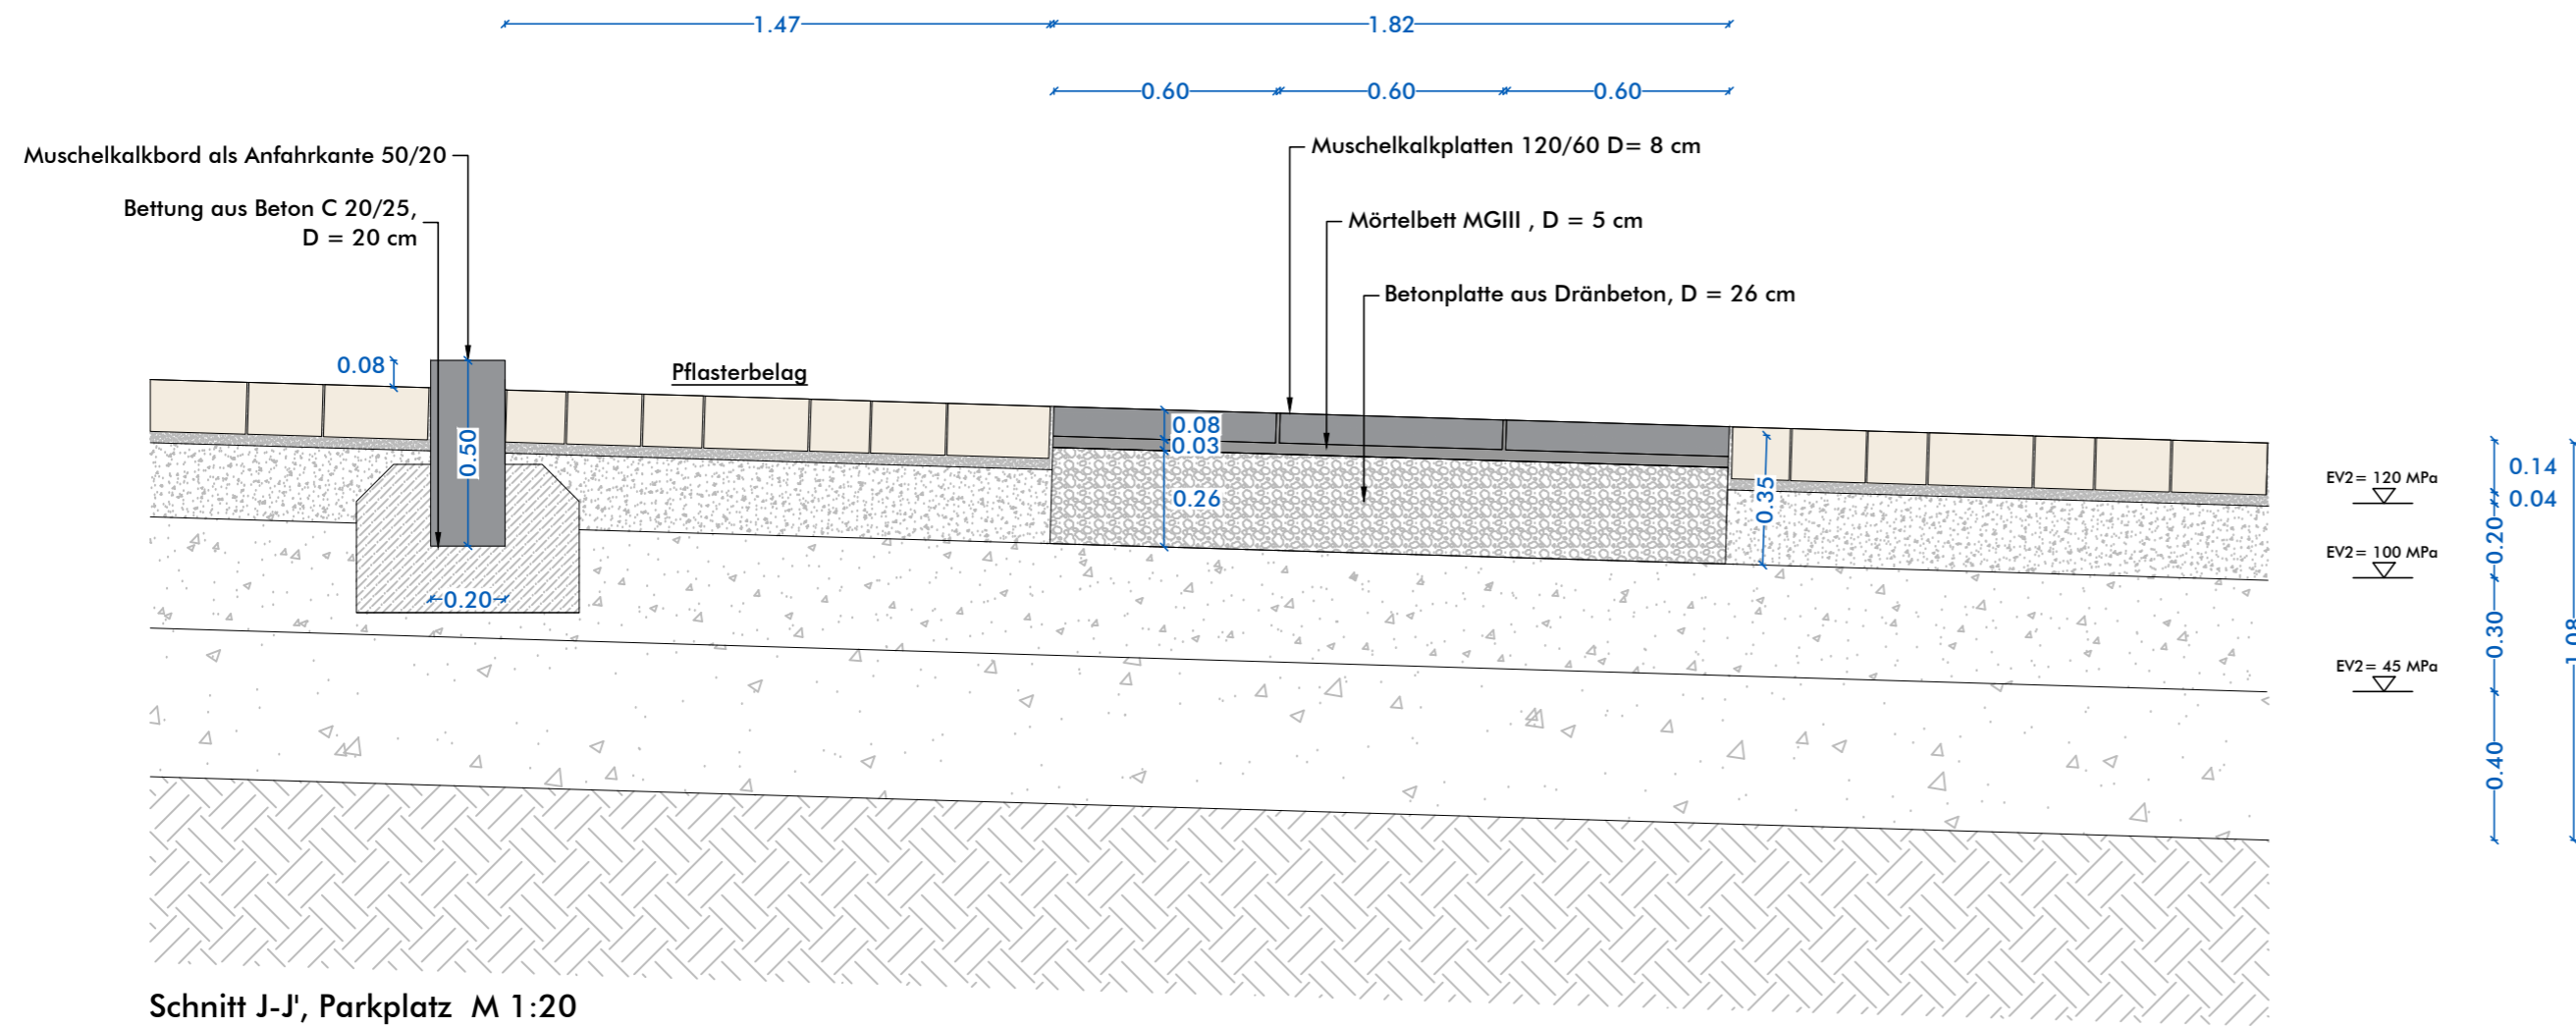 1.47
1.82
0.60
0.60
0.60
Muschelkalkbord als Anfahrkante 50/20
Muschelkalkplatten 120/60 D= 8 cm
Bettung aus Beton C 20/25,
D = 20 cm
Mörtelbett MGIII , D = 5 cm
Betonplatte aus Dränbeton, D = 26 cm
0.08
Pflasterbelag
0.50
0.08
0.03
0.26
0.35
0.20
EV2= 120 MPa
EV2= 100 MPa
EV2= 45 MPa
0.14
0.04
0.20
0.30
0.40
1.08
Schnitt J-J', Parkplatz M 1:20